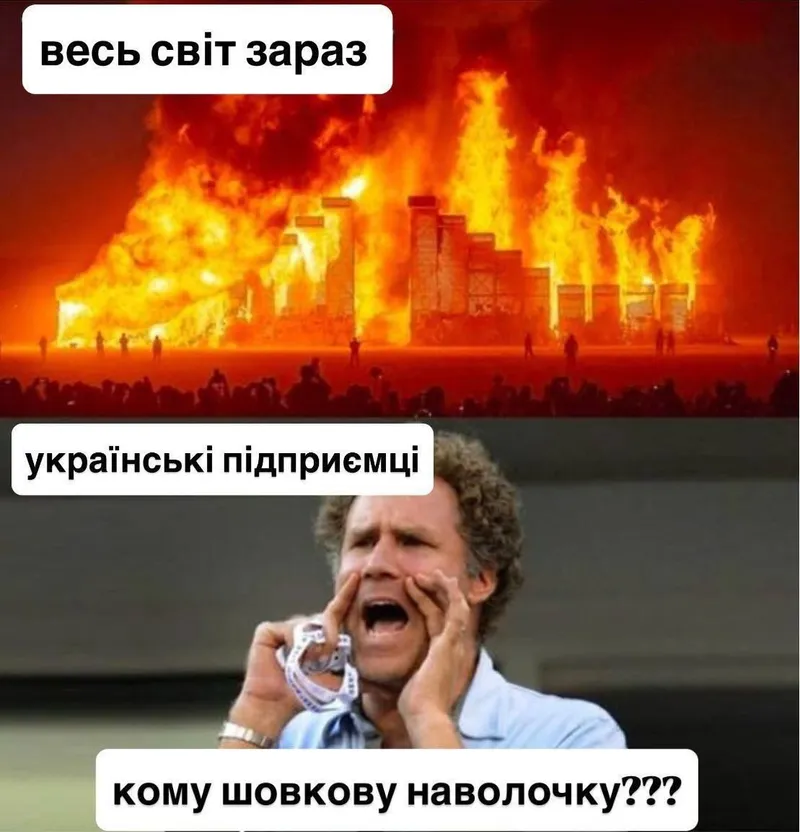 весь світ зараз
українські підприємці
кому шовкову наволочку???